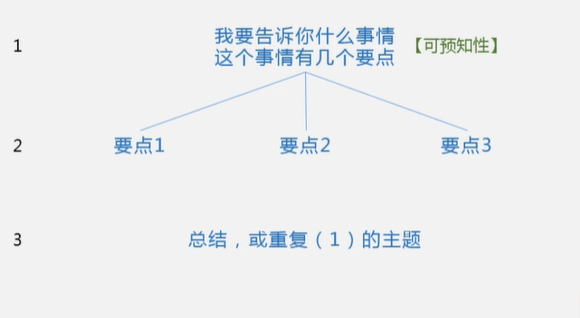 1
我要告诉你什么事情
这个事情有几个要点
【可预知性】
2
要点1
要点2
要点3
3
总结，或重复（1）的主题